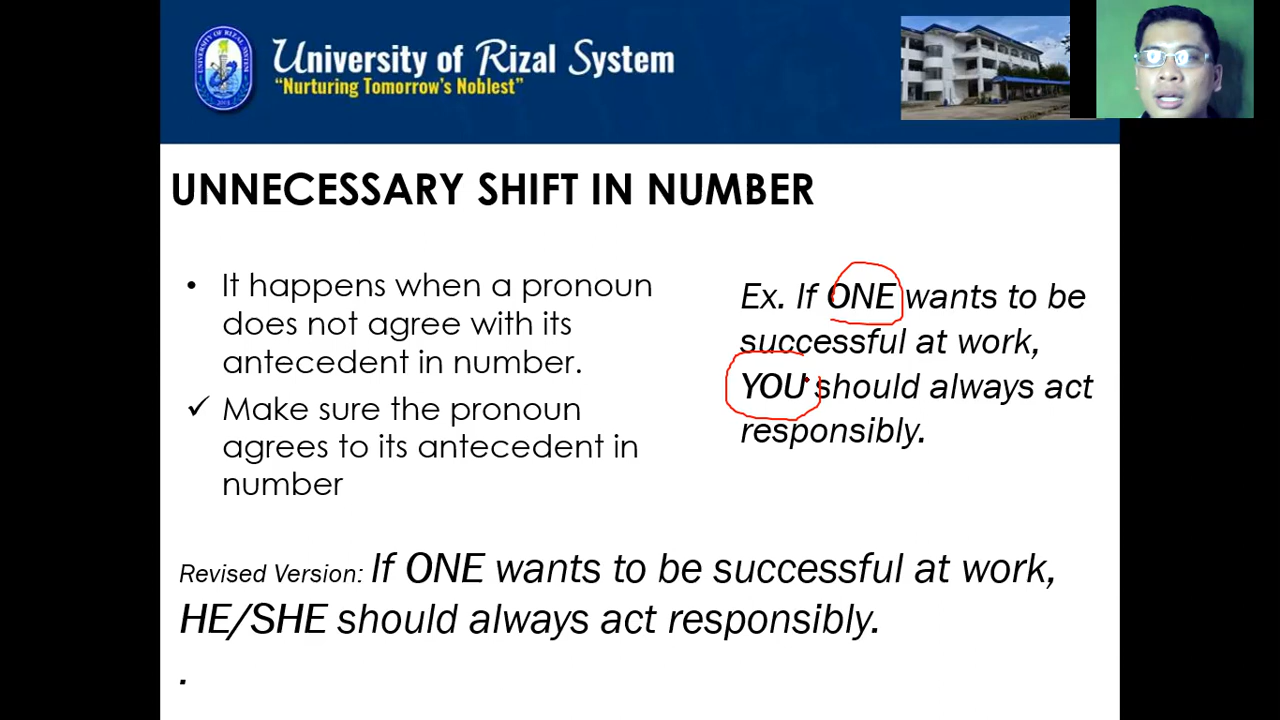 University of Rizal System
"Nurturing Tomorrow's Noblest"
UNNECESSARY SHIFT IN NUMBER
• It happens when a pronoun
does not agree with its
antecedent in number.
✓ Make sure the pronoun
agrees to its antecedent in
number
Ex. If ONE wants to be
successful at work,
YOU should always act
responsibly.
Revised Version: If ONE wants to be successful at work,
HE/SHE should always act responsibly.
.